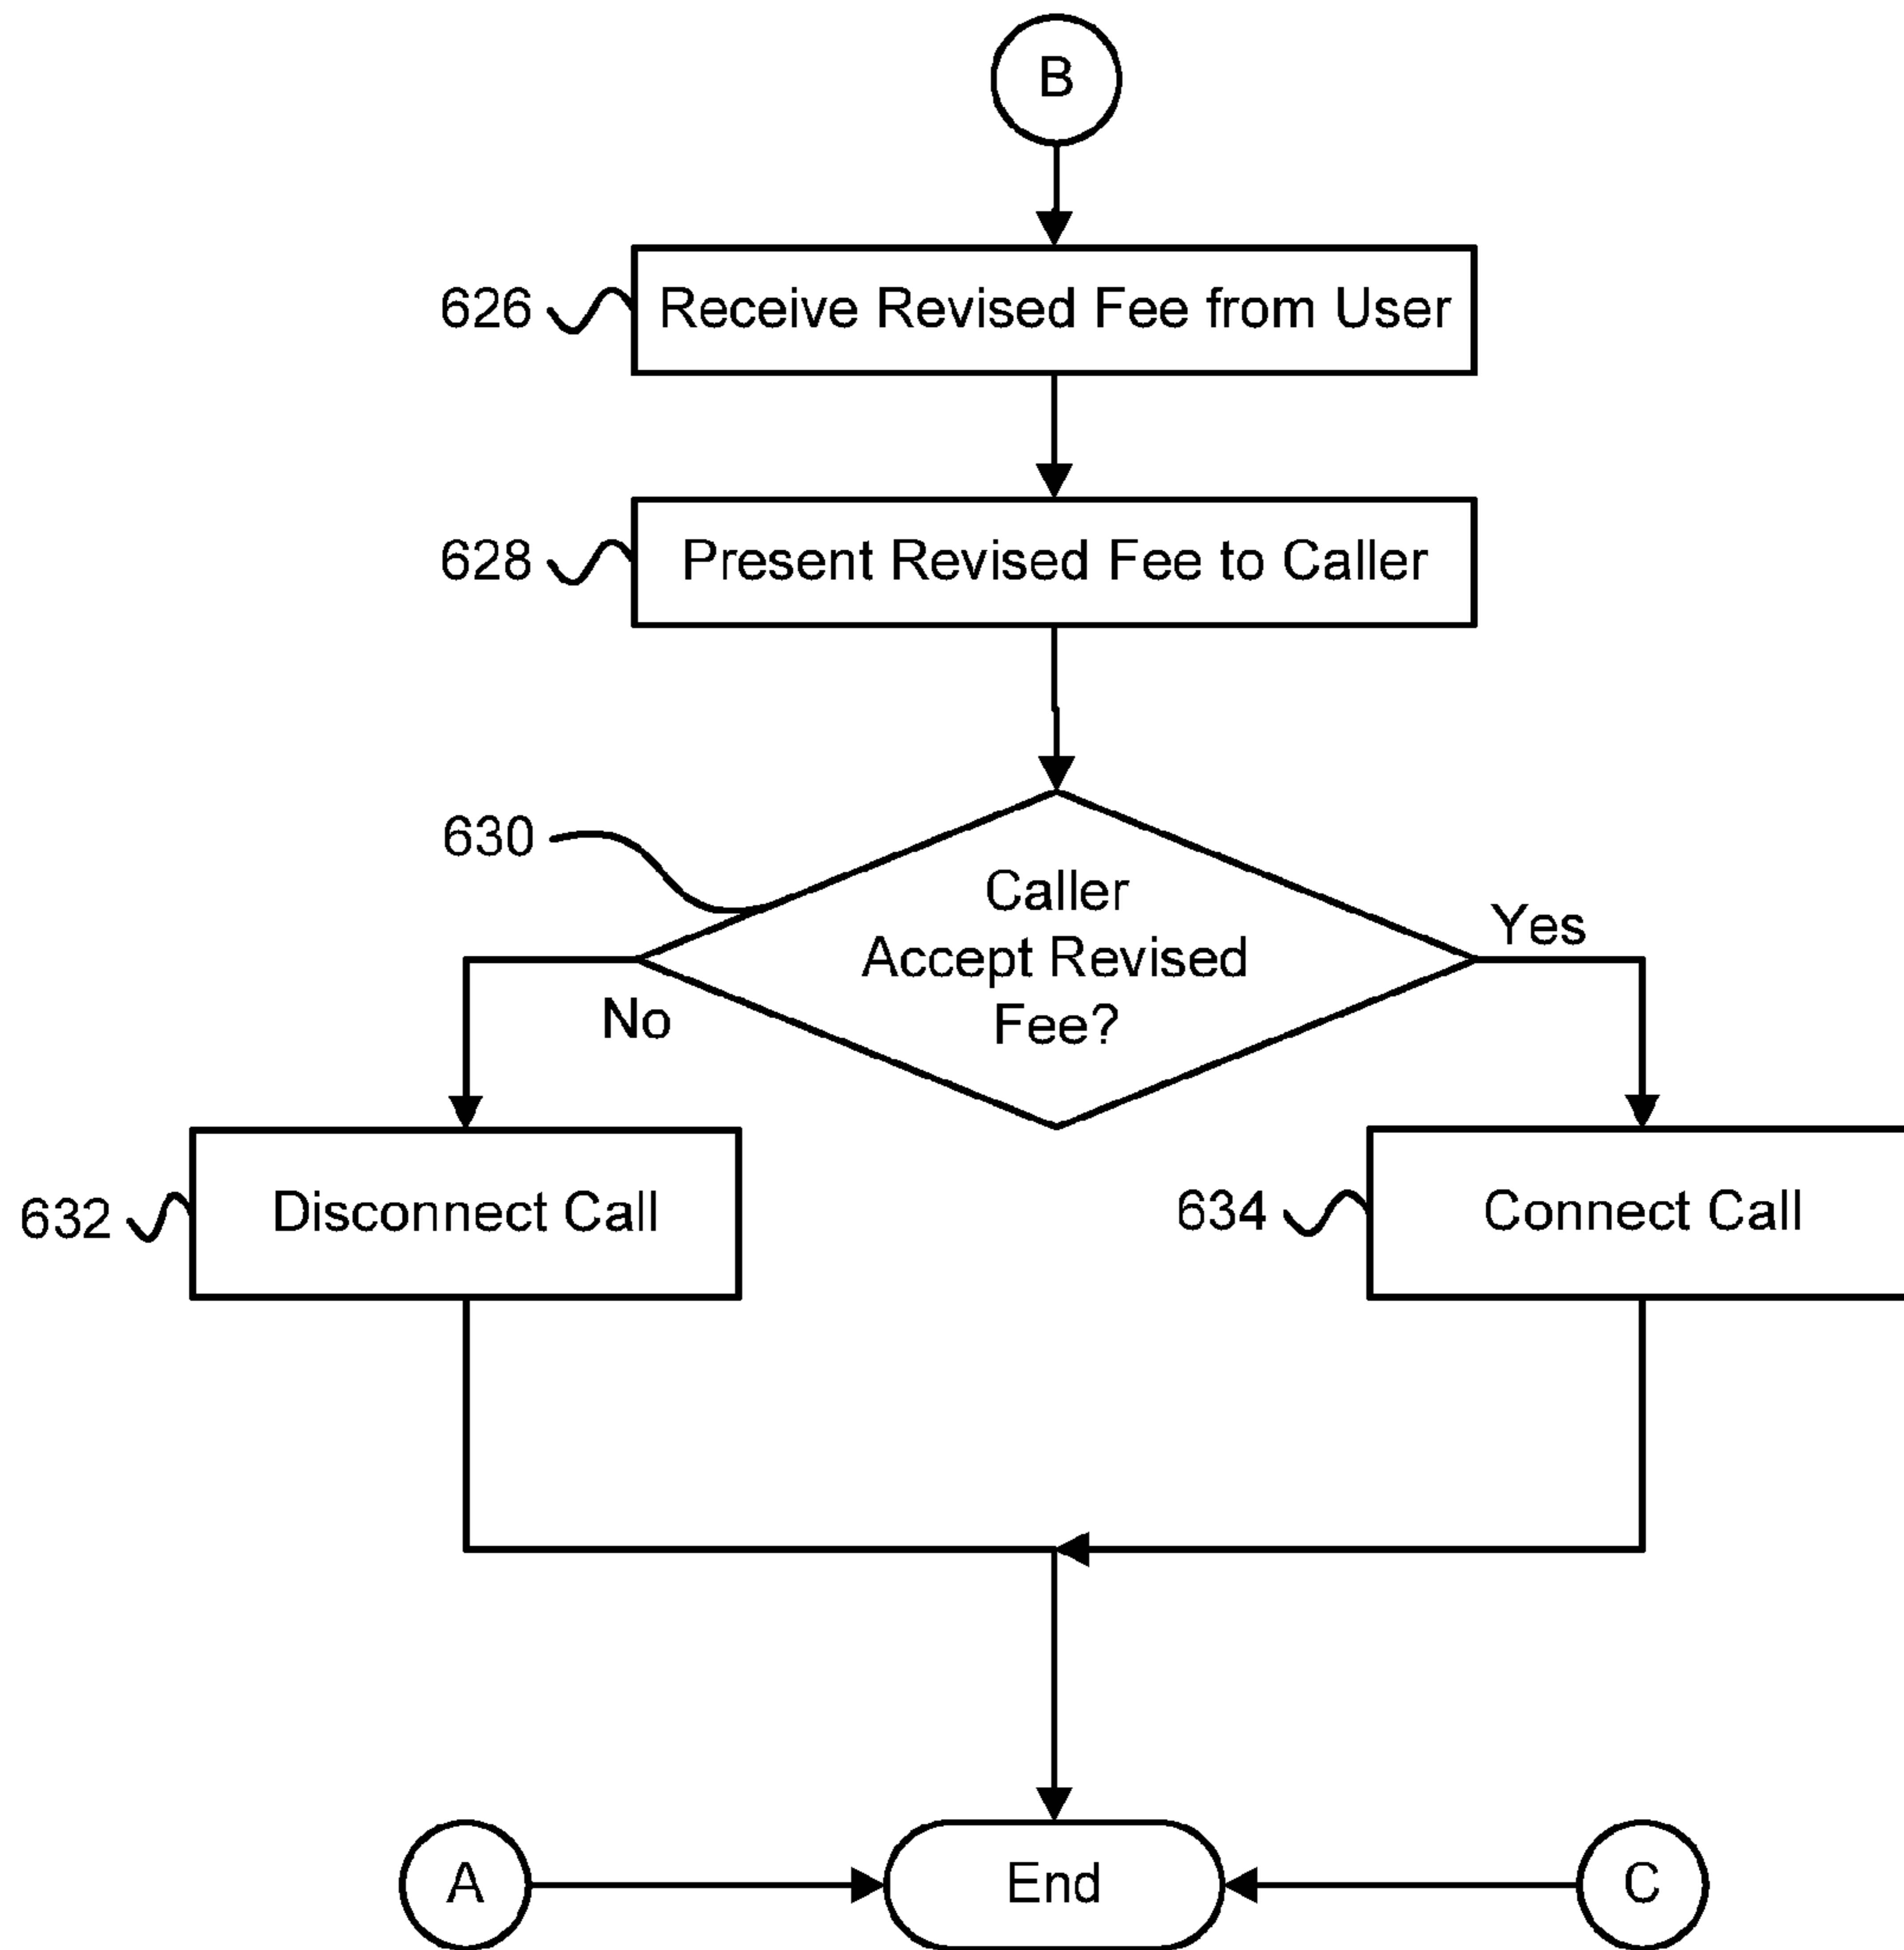 B
626
Receive Revised Fee from User
628
Present Revised Fee to Caller
630
Caller
Accept Revised
Fee?
Yes
No
632
Disconnect Call
634
Connect Call
A
End
C